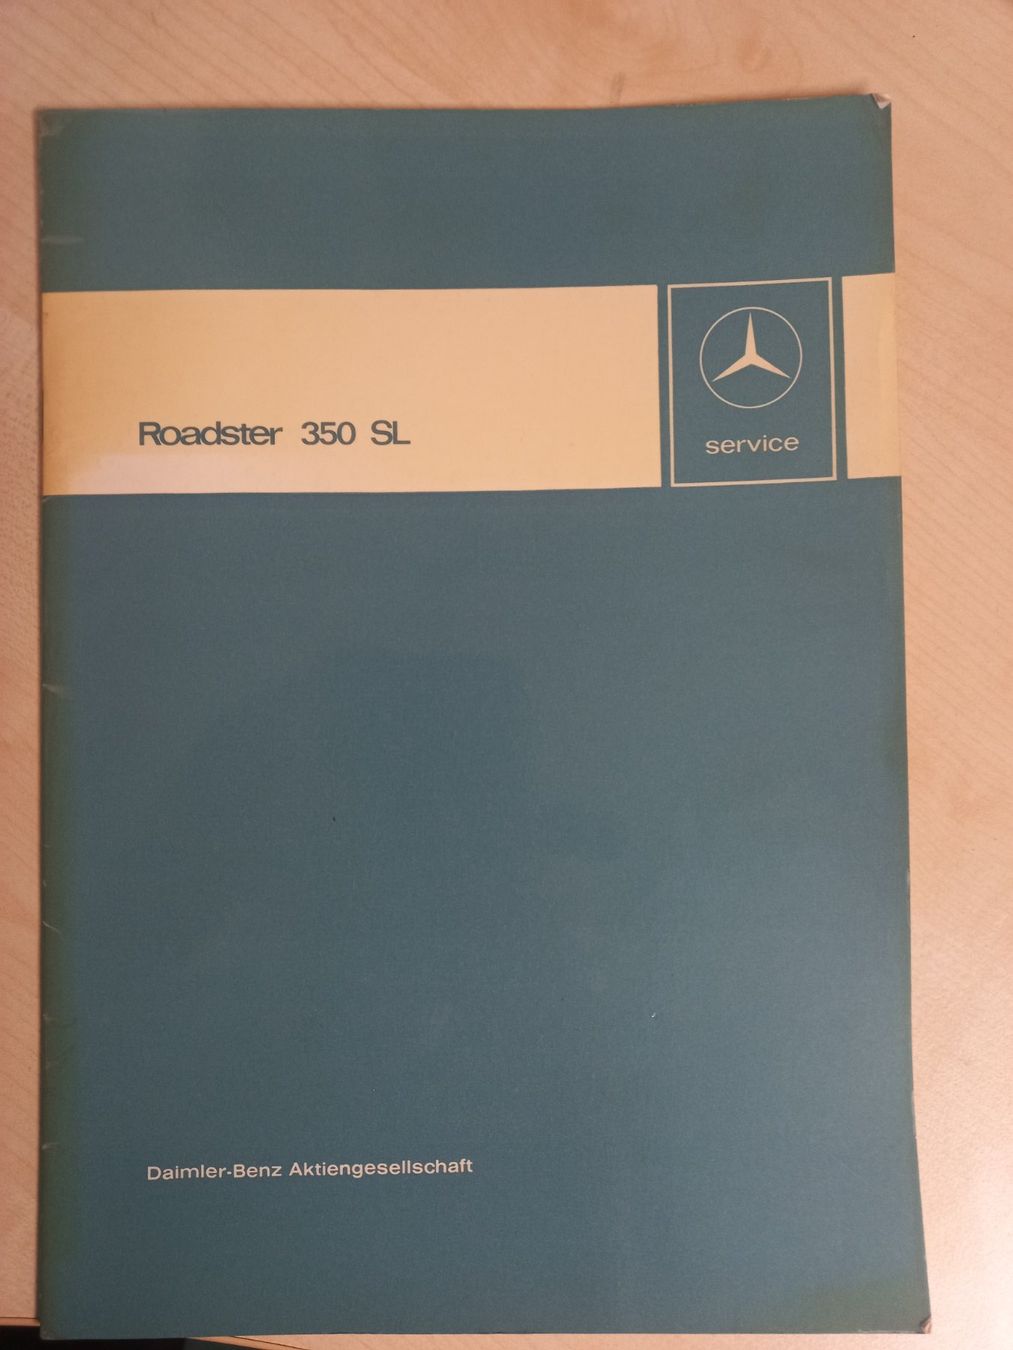 Roadster 350 SL
service
Daimler-Benz Aktiengesellschaft